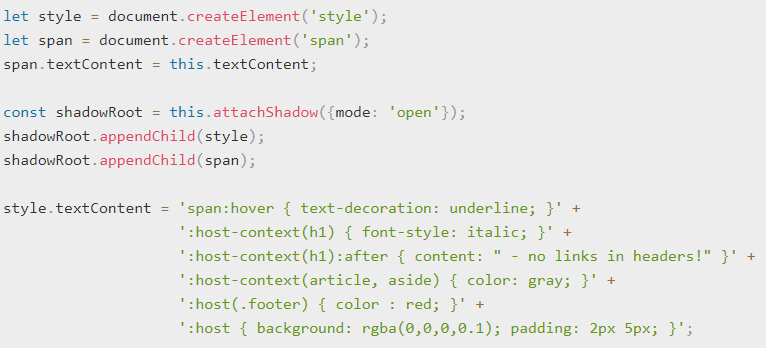 let style = document.createElement('style');
let span = document.createElement('span');
span.textContent = this.textContent;
const shadowRoot = this.attachShadow({mode: 'open'});
shadowRoot.appendChild(style);
shadowRoot.appendChild(span);
style.textContent = 'span:hover { text-decoration: underline; }' +
':host-context(h1) { font-style: italic; }' +
':host-context(h1):after { content: " - no links in headers!" }' +
':host-context(article, aside) { color: gray; }' +
':host(.footer) { color : red; }' +
':host { background: rgba(0,0,0,0.1); padding: 2px 5px; }';